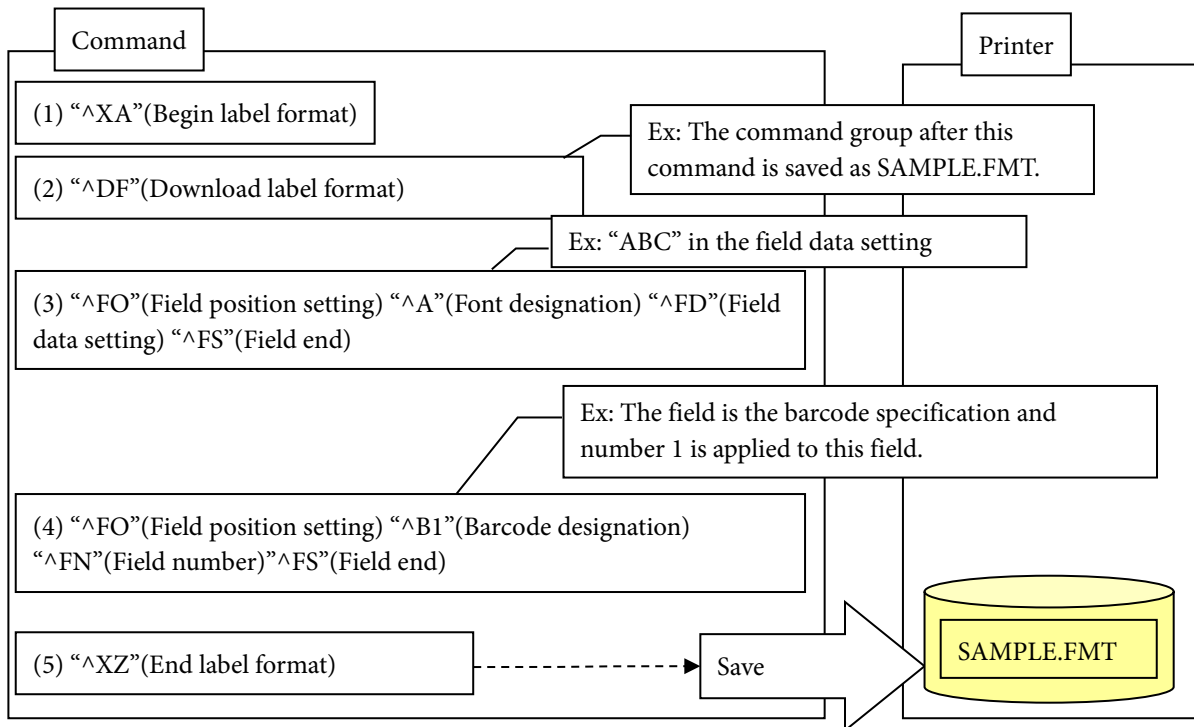 Command
Printer
(1) “^XA”(Begin label format)
Ex: The command group after this
command is saved as SAMPLE.FMT.
(2) “^DF”(Download label format)
Ex: “ABC” in the field data setting
(3) “^FO”(Field position setting) “^A”(Font designation) “^FD”(Field
data setting) “^FS”(Field end)
Ex: The field is the barcode specification and
number 1 is applied to this field.
(4) “^FO”(Field position setting) “^B1”(Barcode designation)
“^FN”(Field number)”^FS”(Field end)
(5) “^XZ”(End label format)
Save
SAMPLE.FMT